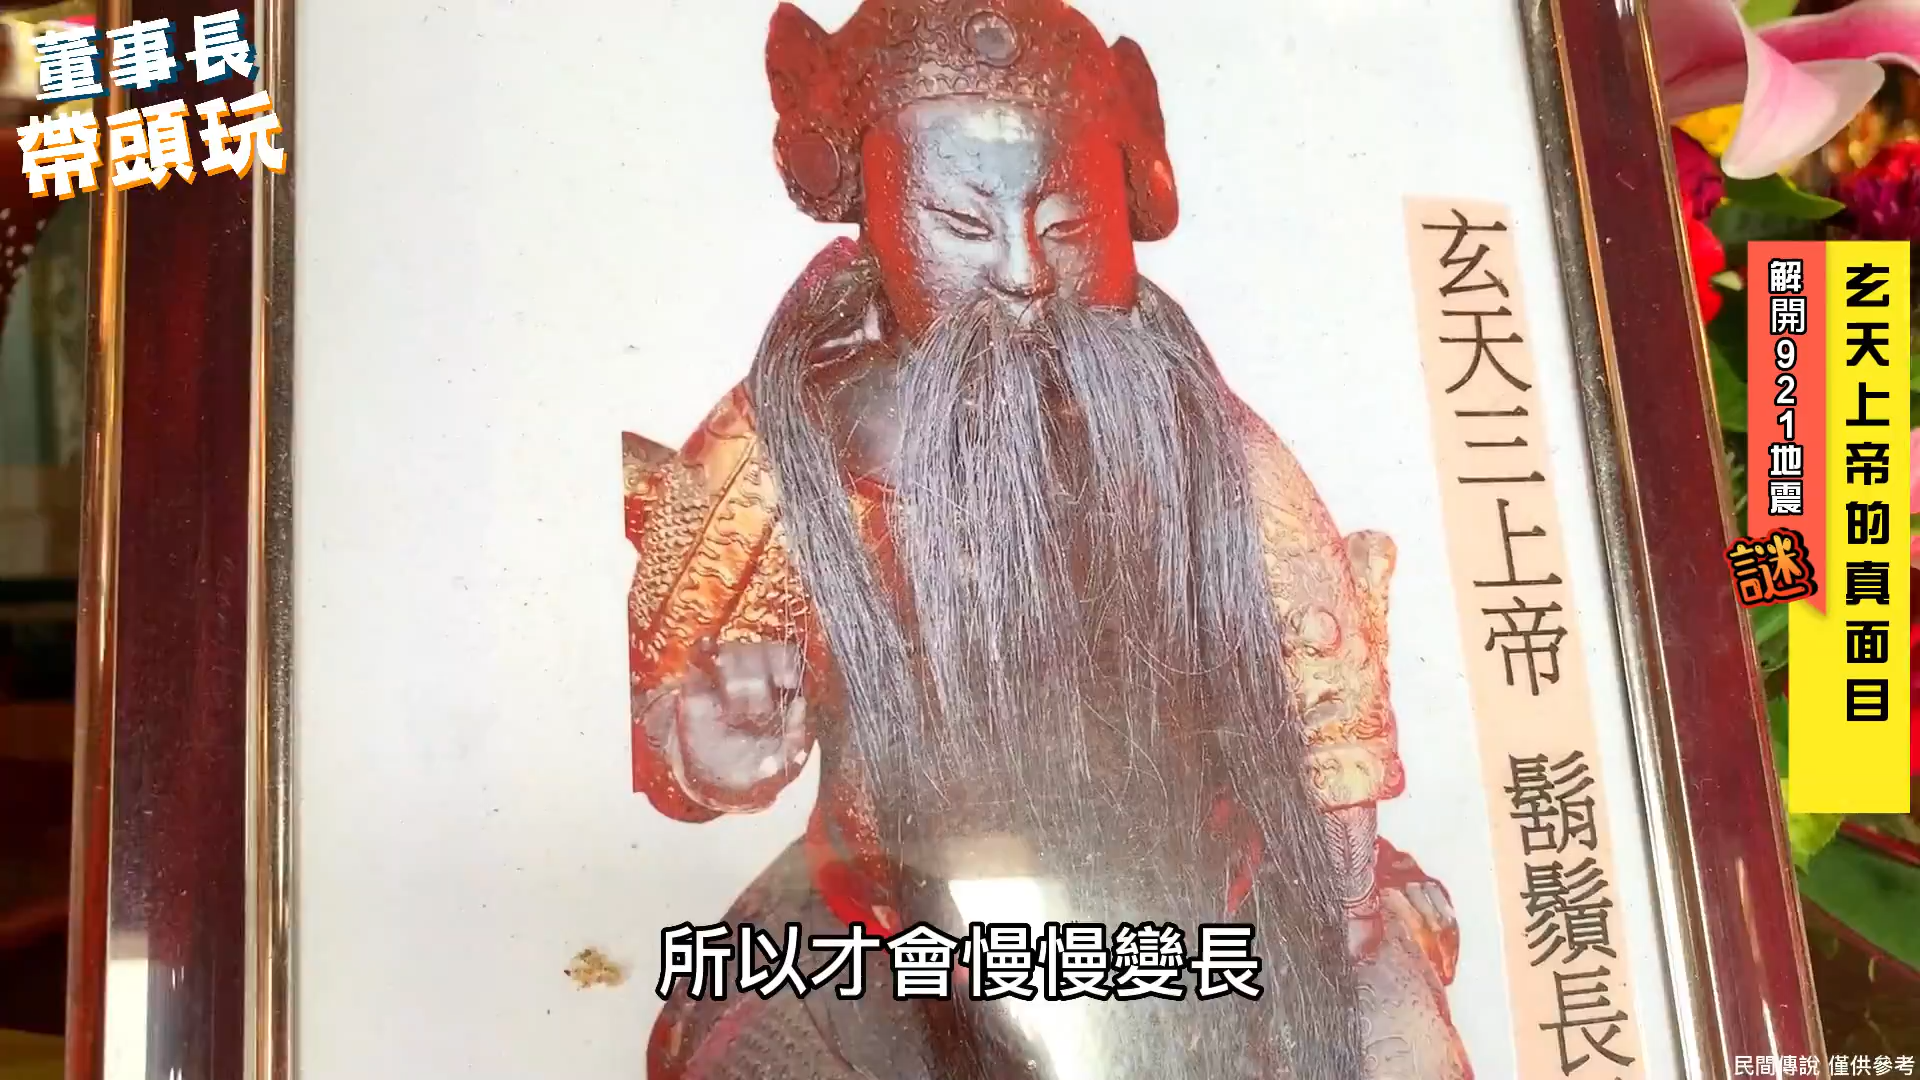 董事長
帶頭玩
玄天上帝的真面目
解開921地震
謎
玄天三上帝 鬍鬚長
所以才會慢慢變長
民間傳說 僅供參考